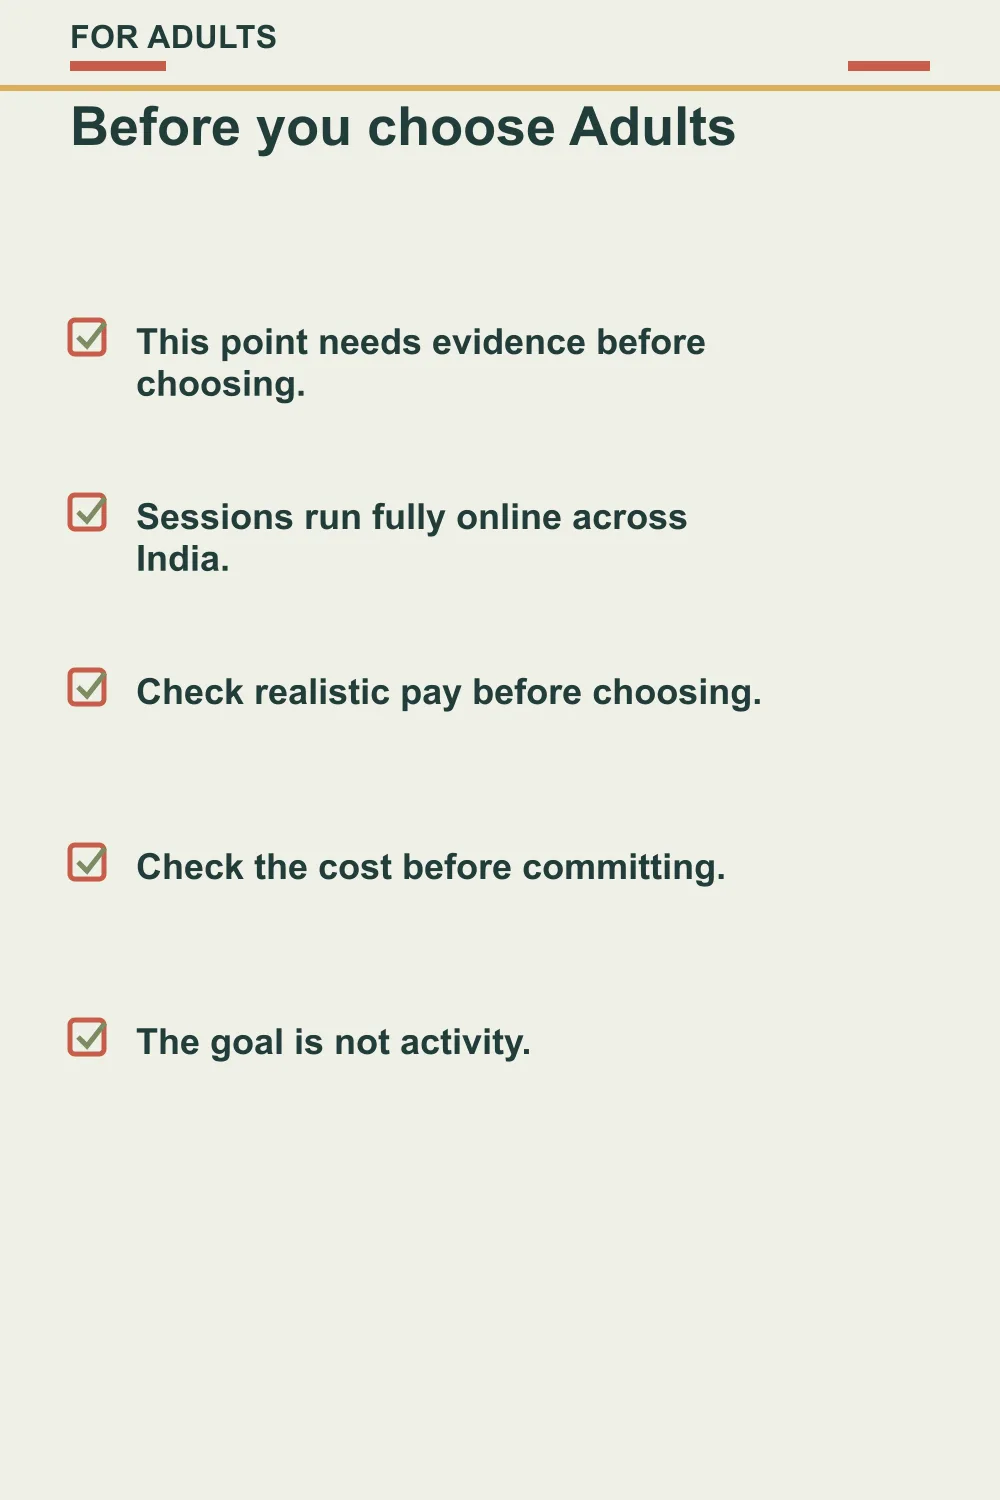 FOR ADULTS
Before you choose Adults
This point needs evidence before
choosing.
Sessions run fully online across
India.
Check realistic pay before choosing.
Check the cost before committing.
The goal is not activity.